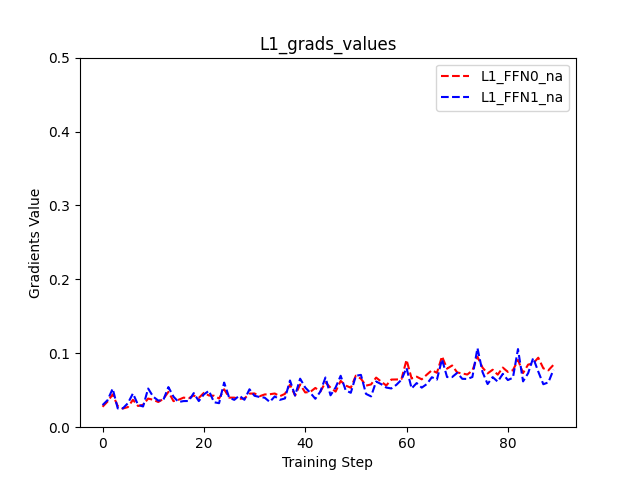 L1_grads_values
L1_FFN0_na
L1_FFN1_na
Gradients Value
0.5
0.4
0.3
0.2
0.1
0.0
0 20 40 60 80
Training Step